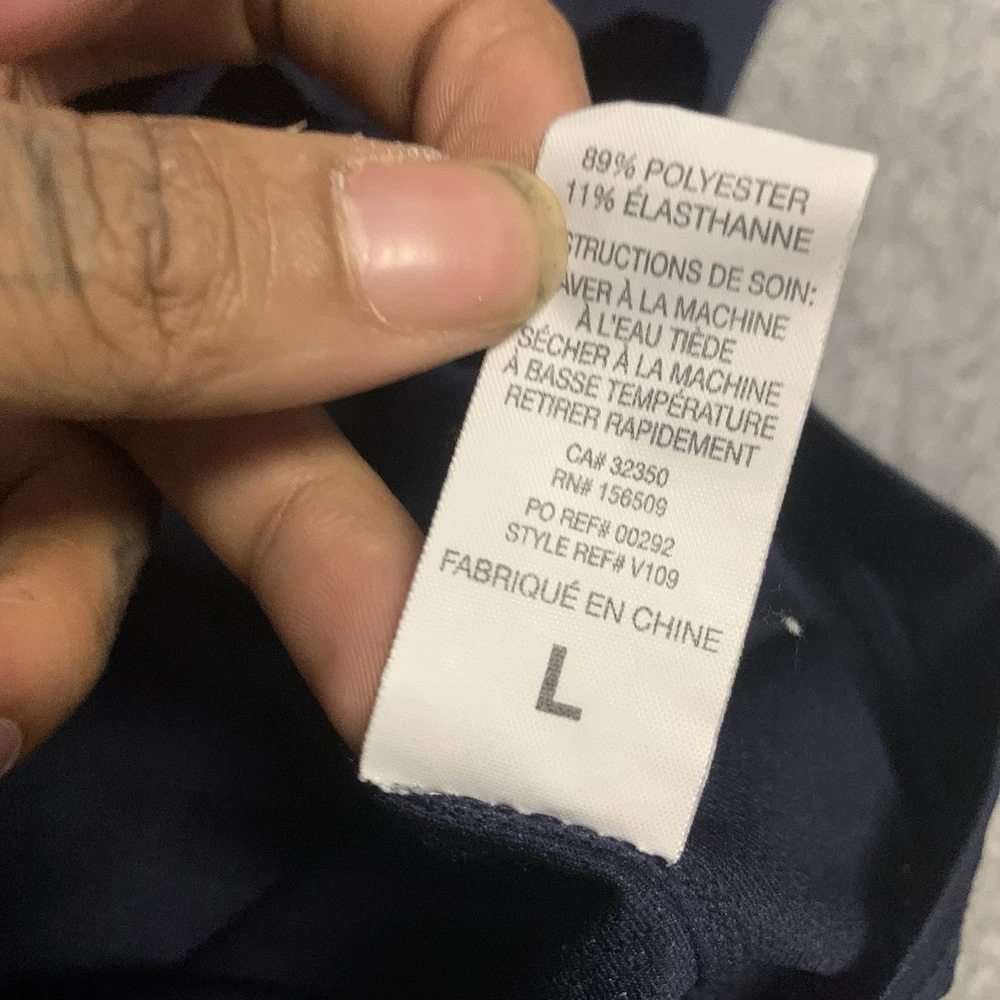 89% POLYESTER
11% ÉLASTHANNE
STRUCTIONS DE SOIN:
AVER À LA MACHINE
À L'EAU TIÈDE
SÉCHER À LA MACHINE
À BASSE TEMPÉRATURE
RETIRER RAPIDEMENT
CA# 32350
RN# 156509
PO REF# 00292
STYLE REF# V109
FABRIQUÉ EN CHINE
L